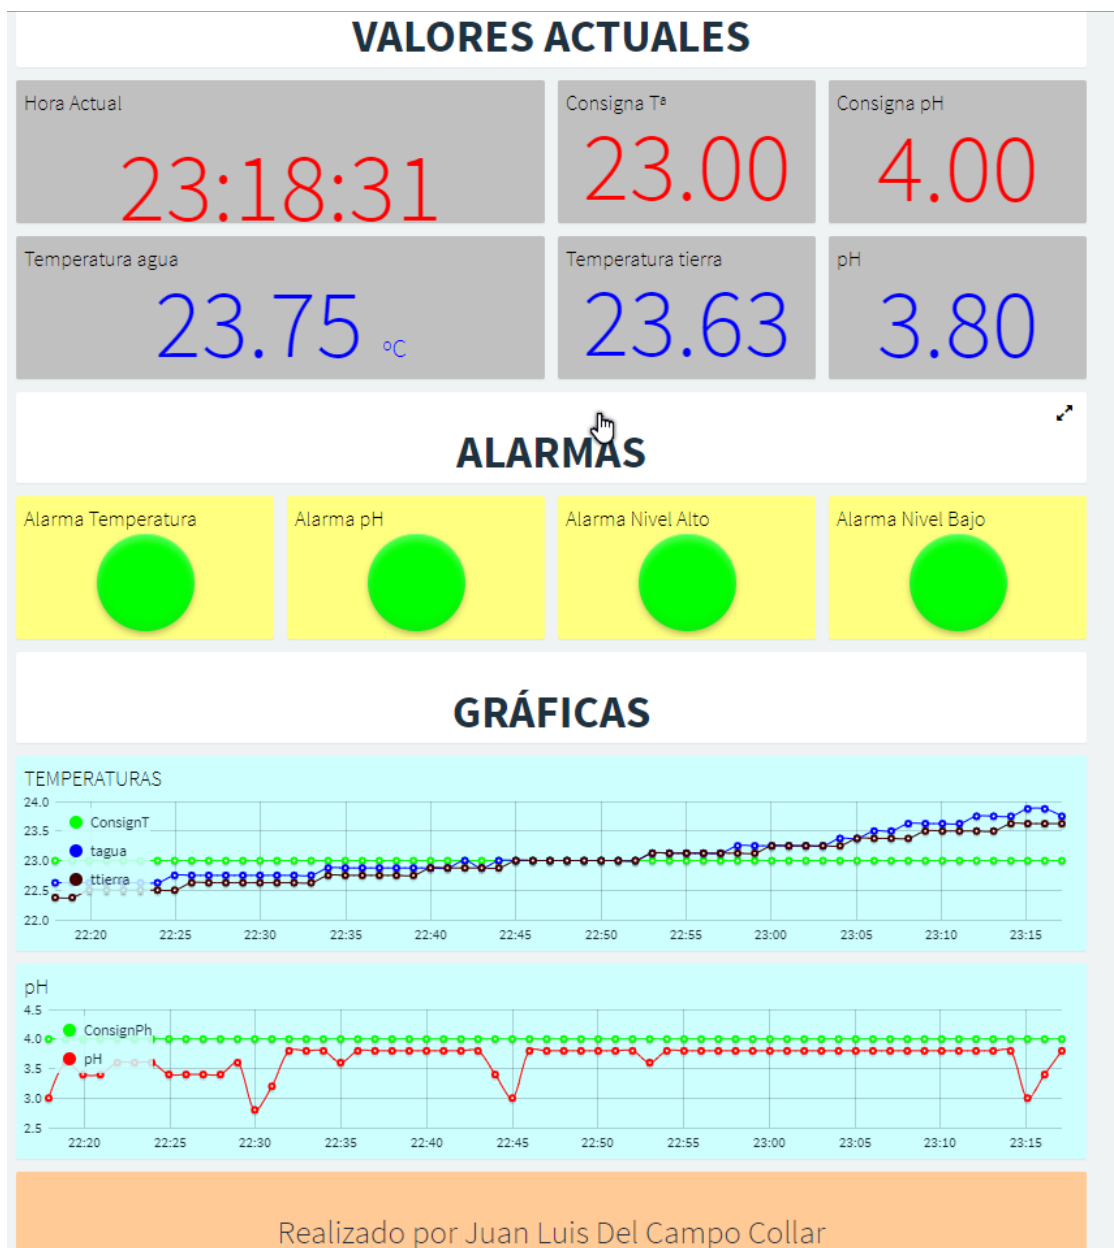 VALORES ACTUALES
Hora Actual
23:18:31
Consigna Tª
23.00
Consigna pH
4.00
Temperatura agua
23.75 ºC
Temperatura tierra
23.63
pH
3.80
ALARMAS
Alarma Temperatura
Alarma pH
Alarma Nivel Alto
Alarma Nivel Bajo
GRÁFICAS
TEMPERATURAS
24.0
23.5
23.0
22.5
22.0
ConsignT
tagua
ttierra
22:20 22:25 22:30 22:35 22:40 22:45 22:50 22:55 23:00 23:05 23:10 23:15
pH
4.5
4.0
3.5
3.0
2.5
ConsignPh
pH
22:20 22:25 22:30 22:35 22:40 22:45 22:50 22:55 23:00 23:05 23:10 23:15
Realizado por Juan Luis Del Campo Collar